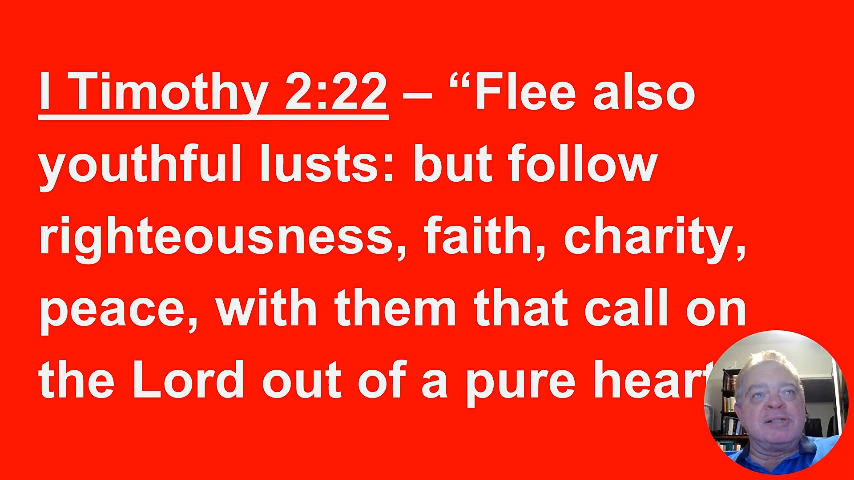 I Timothy 2:22 – “Flee also
youthful lusts: but follow
righteousness, faith, charity,
peace, with them that call on
the Lord out of a pure heart